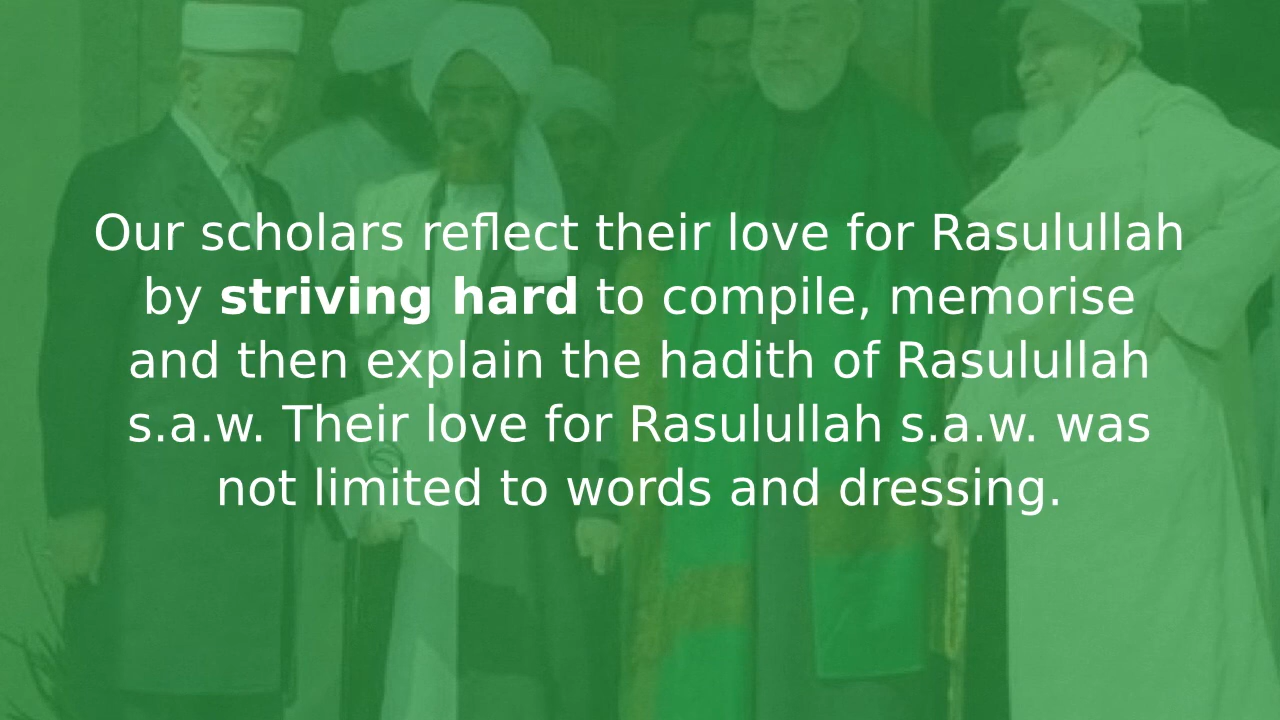 Our scholars reflect their love for Rasulullah
by striving hard to compile, memorise
and then explain the hadith of Rasulullah
s.a.w. Their love for Rasulullah s.a.w. was
not limited to words and dressing.